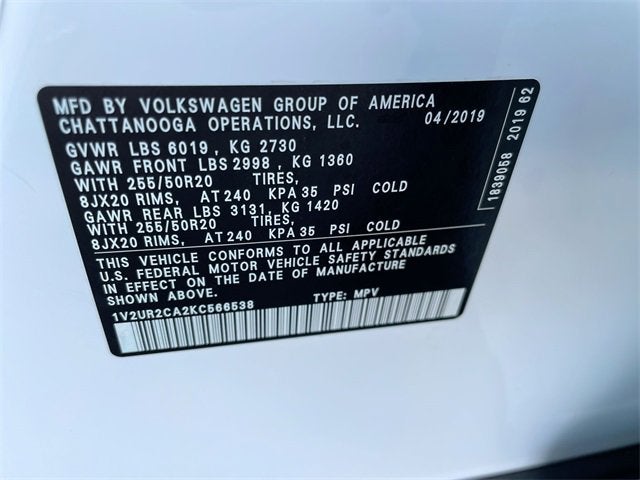 MFD BY VOLKSWAGEN GROUP OF AMERICA
CHATTANOOGA OPERATIONS, LLC. 04/2019
GVWR LBS 6019, KG 2730
GAWR FRONT LBS 2998, KG 1360
WITH 255/50R20 TIRES,
8JX20 RIMS, AT 240 KPA 35 PSI COLD
GAWR REAR LBS 3131, KG 1420
WITH 255/50R20 TIRES,
8JX20 RIMS, AT 240 KPA 35 PSI COLD
THIS VEHICLE CONFORMS TO ALL APPLICABLE
U.S. FEDERAL MOTOR VEHICLE SAFETY STANDARDS
IN EFFECT ON THE DATE OF MANUFACTURE
SHOWN ABOVE.
1V2UR2CA2KC566538 TYPE: MPV
1839058 2019 62